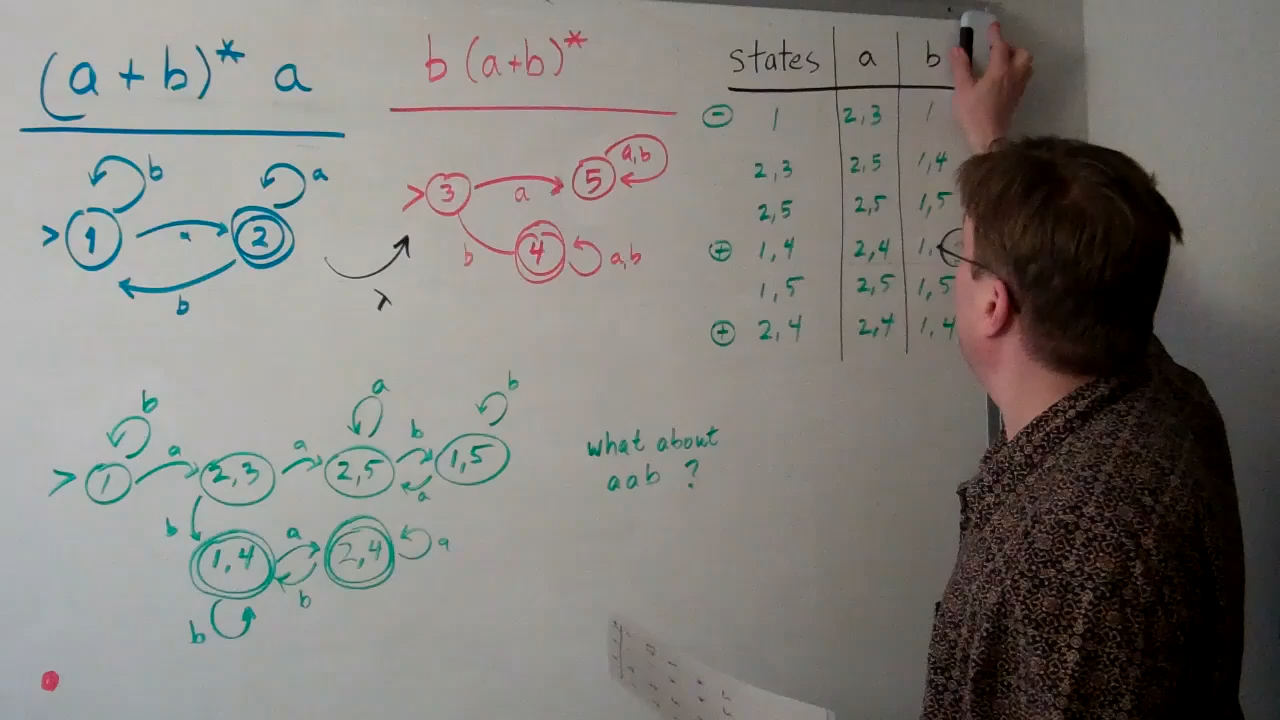 (a + b)* a
b
> 1 a 2 a
b
b (a+b)*
> 3 a 5 a,b
b 4 a,b
λ
states a b
− 1 2,3 1
2,3 2,5 1,4
2,5 2,5 1,5
+ 1,4 2,4 1,
1,5 2,5 1,5
+ 2,4 2,4 1,4
b a b
> 1 a 2,3 a 2,5 b 1,5
a
b 1,4 a 2,4 a
b
b
what about
aab ?